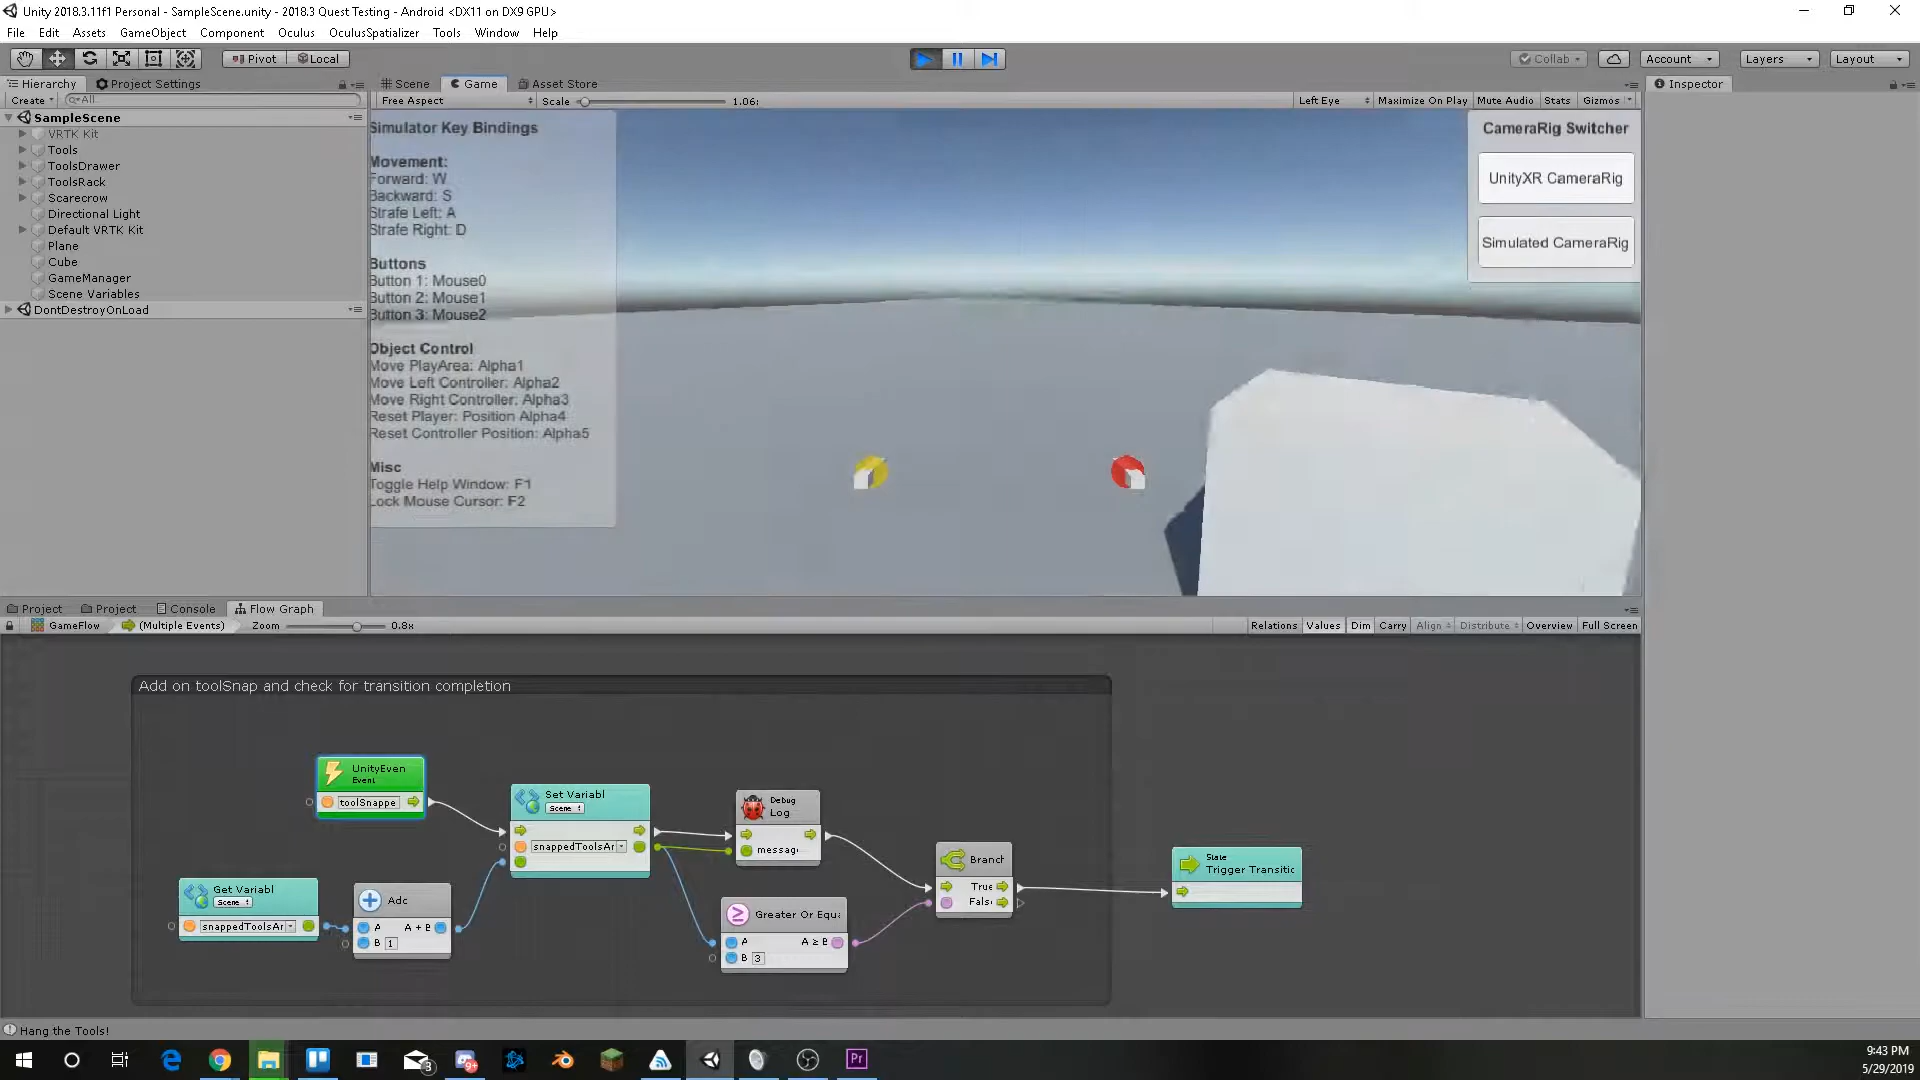 Unity 2018.3.11f1 Personal - SampleScene.unity - 2018.3 Quest Testing - Android <DX11 on DX9 GPU>
File Edit Assets GameObject Component Oculus OculusSpatializer Tools Window Help
Pivot Local Collab Account Layers Layout
Hierarchy Project Settings Scene Game Asset Store Inspector
Create All Free Aspect Scale 1.06: Left Eye Maximize On Play Mute Audio Stats Gizmos
SampleScene
VRTK Kit
Tools
ToolsDrawer
ToolsRack
Scarecrow
Directional Light
Default VRTK Kit
Plane
Cube
GameManager
Scene Variables
DontDestroyOnLoad
Simulator Key Bindings
Movement:
Forward: W
Backward: S
Strafe Left: A
Strafe Right: D
Buttons
Button 1: Mouse0
Button 2: Mouse1
Button 3: Mouse2
Object Control
Move PlayArea: Alpha1
Move Left Controller: Alpha2
Move Right Controller: Alpha3
Reset Player: Position Alpha4
Reset Controller Position: Alpha5
Misc
Toggle Help Window: F1
Lock Mouse Cursor: F2
CameraRig Switcher
UnityXR CameraRig
Simulated CameraRig
Project Project Console Flow Graph
GameFlow (Multiple Events) Zoom 0.8x Relations Values Dim Carry Align Distribute Overview Full Screen
Add on toolSnap and check for transition completion
UnityEven
Event
toolSnappe
Set Variabl
Scene
snappedToolsAr
Debug
Log
messag
Branch
True
Fals
State
Trigger Transitic
Get Variabl
Scene
snappedToolsAr
Adc
A A + B
B 1
Greater Or Equa
A A ≥ B
B 3
Hang the Tools!
3
9+
Pr
9:43 PM
5/29/2019